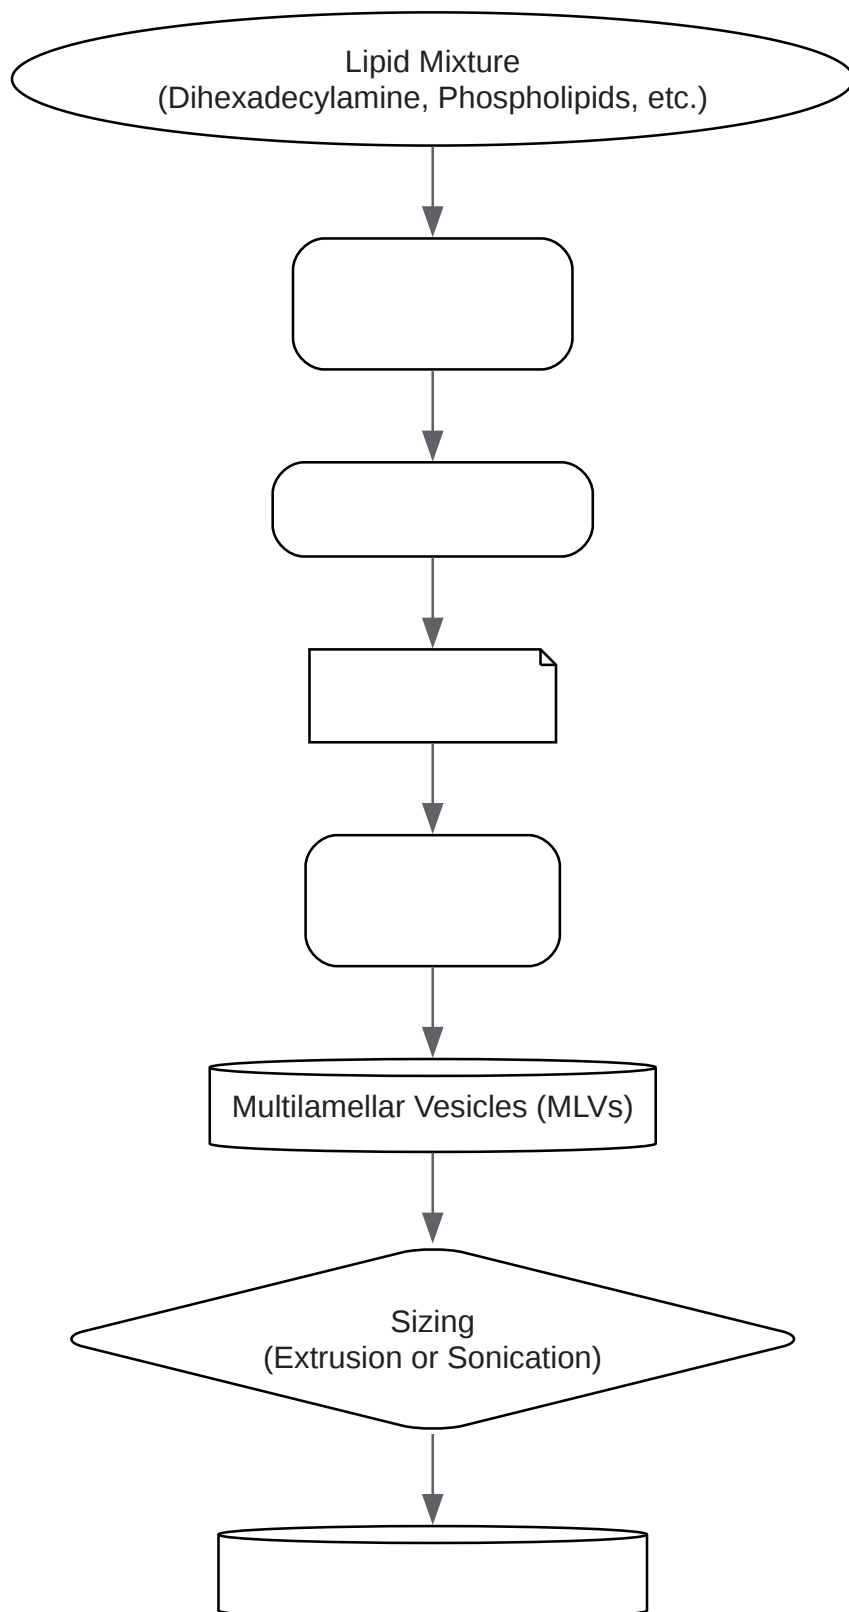 Lipid Mixture
(Dihexadecylamine, Phospholipids, etc.)
Multilamellar Vesicles (MLVs)
Sizing
(Extrusion or Sonication)